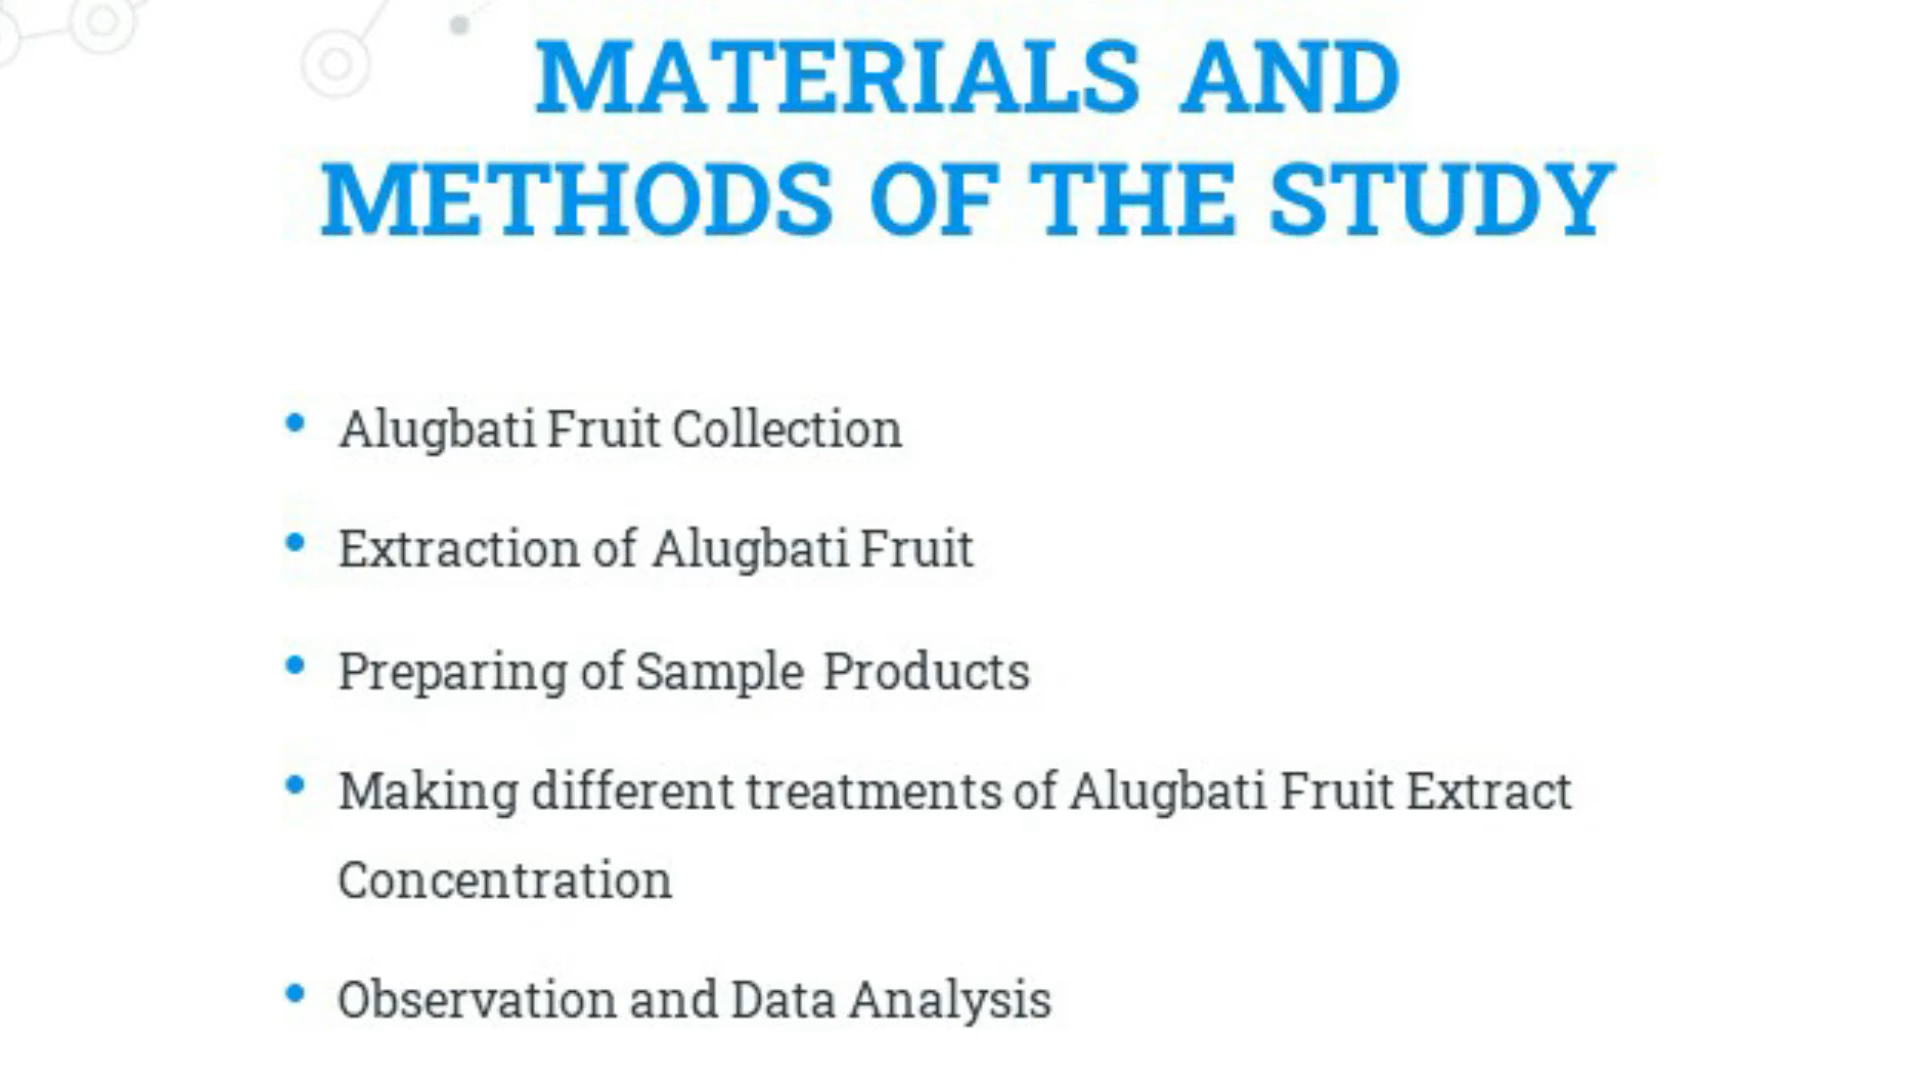 MATERIALS AND
METHODS OF THE STUDY
• Alugbati Fruit Collection
• Extraction of Alugbati Fruit
• Preparing of Sample Products
• Making different treatments of Alugbati Fruit Extract
Concentration
• Observation and Data Analysis